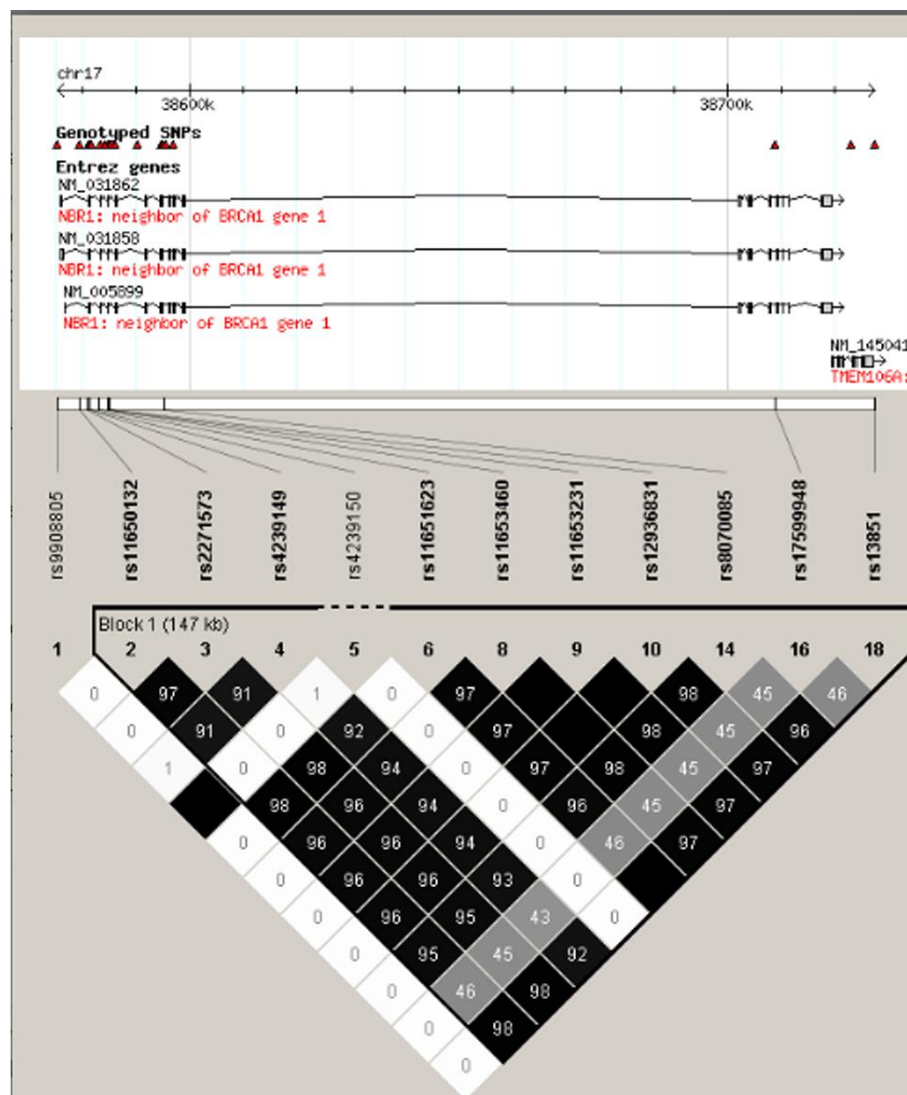 chr17
38600k 38700k
Genotyped SNPs
Entrez genes
NM_031862
NBR1: neighbor of BRCA1 gene 1
NM_031858
NBR1: neighbor of BRCA1 gene 1
NM_005899
NBR1: neighbor of BRCA1 gene 1
NM_145041
TMEM106A:
rs9908805
rs11650132
rs2271573
rs4239149
rs4239150
rs11651623
rs11653460
rs11653231
rs12936831
rs8070085
rs17599948
rs13851
Block 1 (147 kb)
1 2 3 4 5 6 8 9 10 14 16 18
0 97 91 1 0 97 98 45 46
0 91 0 92 0 97 98 45 96
1 0 98 94 0 97 98 45 97
98 96 94 0 96 45 97
0 96 96 94 0 46 97
0 96 96 93 0
0 96 95 43 0
0 95 45 92
0 46 98
0 98
0